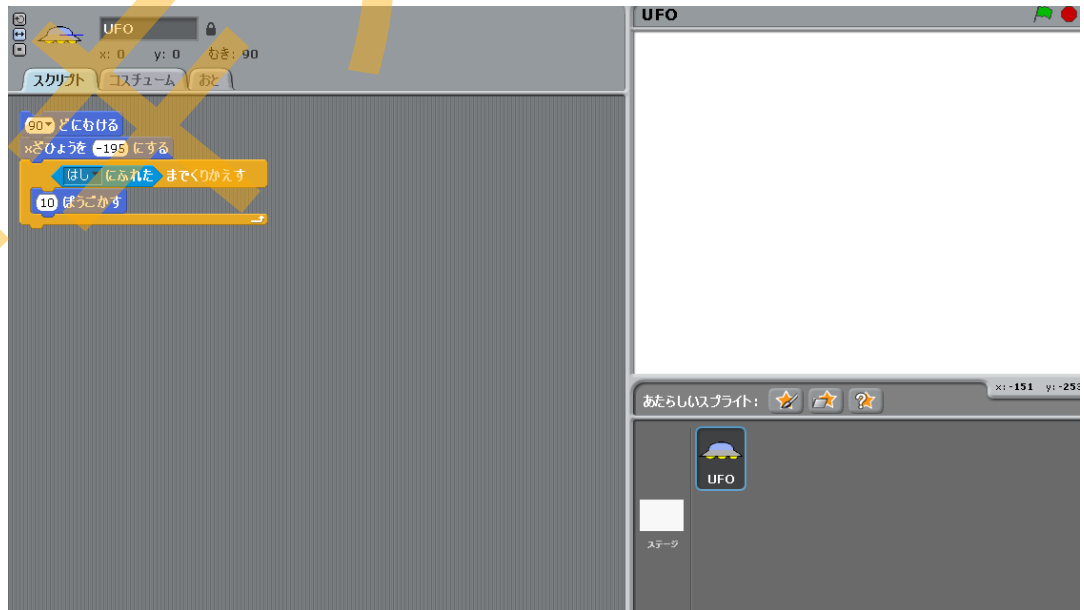 UFO
x: 0 y: 0 むき: 90
スクリプト コスチューム おと
90 どにむける
xざひょうを -195 にする
はし にふれた までくりかえす
10 ほうごかす
UFO
x: -151 y: -253
あたらしいスプライト:
UFO
ステージ